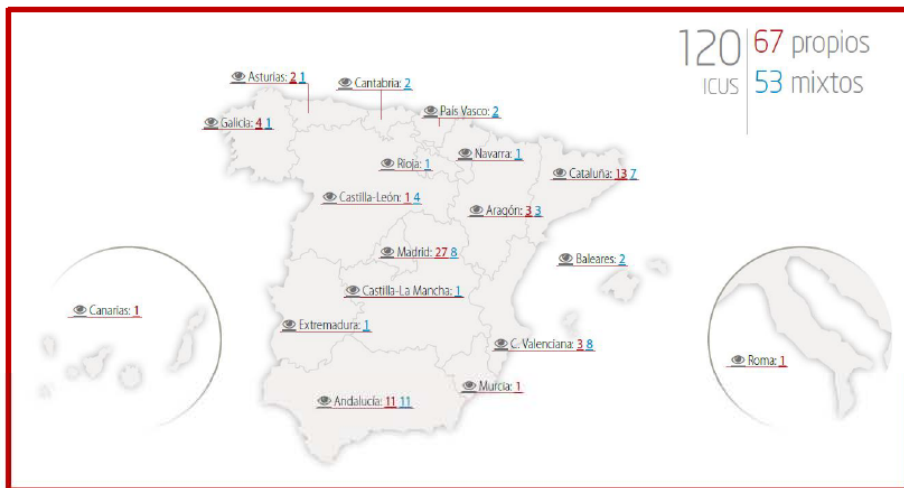 120
ICUS
67 propios
53 mixtos
Asturias: 2 1
Cantabria: 2
País Vasco: 2
Galicia: 4 1
Navarra: 1
Rioja: 1
Cataluña: 13 7
Castilla-León: 1 4
Aragón: 3 3
Madrid: 27 8
Baleares: 2
Castilla-La Mancha: 1
Canarias: 1
Extremadura: 1
C. Valenciana: 3 8
Roma: 1
Murcia: 1
Andalucía: 11 11